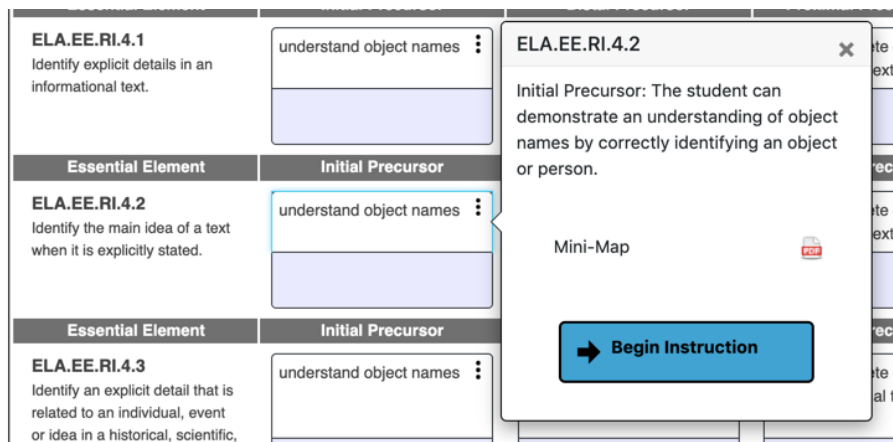 Essential Element Initial Precursor
ELA.EE.RI.4.1
Identify explicit details in an
informational text.
understand object names
Essential Element Initial Precursor
ELA.EE.RI.4.2
Identify the main idea of a text
when it is explicitly stated.
understand object names
Essential Element Initial Precursor
ELA.EE.RI.4.3
Identify an explicit detail that is
related to an individual, event
or idea in a historical, scientific,
understand object names
ELA.EE.RI.4.2 ×
Initial Precursor: The student can
demonstrate an understanding of object
names by correctly identifying an object
or person.
Mini-Map PDF
Begin Instruction